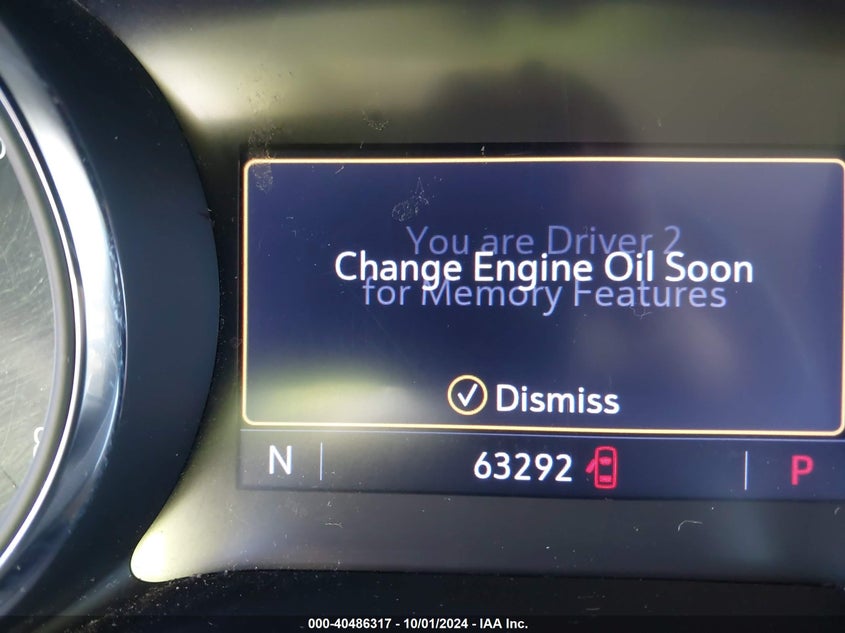 You are Driver 2
Change Engine Oil Soon
for Memory Features
Dismiss
N 63292 P
000-40486317 - 10/01/2024 - IAA Inc.